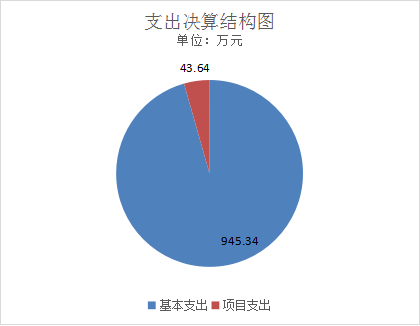 支出决算结构图
单位：万元
43.64
945.34
基本支出 项目支出